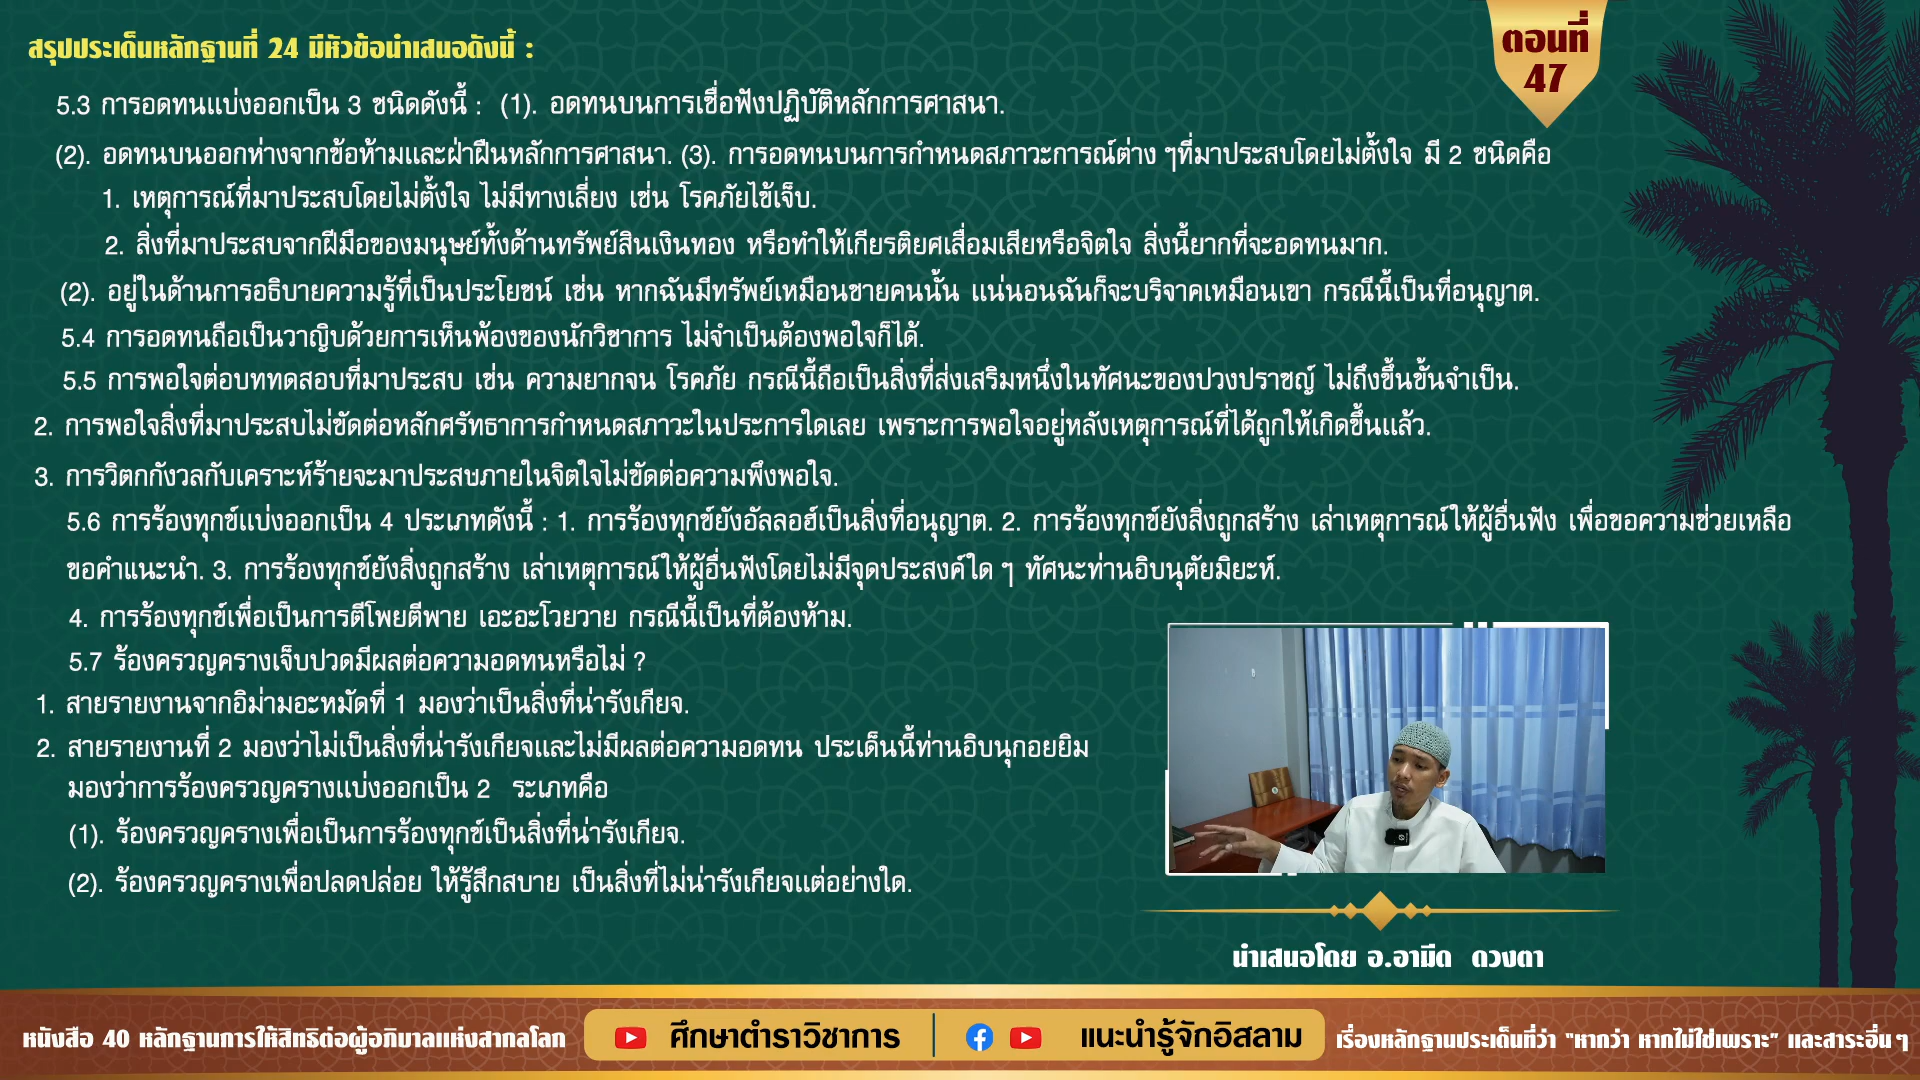 สรุปประเด็นหลักฐานที่ 24 มีหัวข้อนำเสนอดังนี้ :
ตอนที่
47
5.3 การอดทนแบ่งออกเป็น 3 ชนิดดังนี้ : (1). อดทนบนการเชื่อฟังปฏิบัติหลักการศาสนา.
(2). อดทนบนออกห่างจากข้อห้ามและฝ่าฝืนหลักการศาสนา. (3). การอดทนบนการกำหนดสภาวะการณ์ต่าง ๆที่มาประสบโดยไม่ตั้งใจ มี 2 ชนิดคือ
1. เหตุการณ์ที่มาประสบโดยไม่ตั้งใจ ไม่มีทางเลี่ยง เช่น โรคภัยไข้เจ็บ.
2. สิ่งที่มาประสบจากฝีมือของมนุษย์ทั้งด้านทรัพย์สินเงินทอง หรือทำให้เกียรติยศเสื่อมเสียหรือจิตใจ สิ่งนี้ยากที่จะอดทนมาก.
(2). อยู่ในด้านการอธิบายความรู้ที่เป็นประโยชน์ เช่น หากฉันมีทรัพย์เหมือนชายคนนั้น แน่นอนฉันก็จะบริจาคเหมือนเขา กรณีนี้เป็นที่อนุญาต.
5.4 การอดทนถือเป็นวาญิบด้วยการเห็นพ้องของนักวิชาการ ไม่จำเป็นต้องพอใจก็ได้.
5.5 การพอใจต่อบททดสอบที่มาประสบ เช่น ความยากจน โรคภัย กรณีนี้ถือเป็นสิ่งที่ส่งเสริมหนึ่งในทัศนะของปวงปราชญ์ ไม่ถึงขึ้นขั้นจำเป็น.
2. การพอใจสิ่งที่มาประสบไม่ขัดต่อหลักศรัทธาการกำหนดสภาวะในประการใดเลย เพราะการพอใจอยู่หลังเหตุการณ์ที่ได้ถูกให้เกิดขึ้นแล้ว.
3. การวิตกกังวลกับเคราะห์ร้ายจะมาประสษภายในจิตใจไม่ขัดต่อความพึงพอใจ.
5.6 การร้องทุกข์แบ่งออกเป็น 4 ประเภทดังนี้ : 1. การร้องทุกข์ยังอัลลอฮ์เป็นสิ่งที่อนุญาต. 2. การร้องทุกข์ยังสิ่งถูกสร้าง เล่าเหตุการณ์ให้ผู้อื่นฟัง เพื่อขอความช่วยเหลือ
ขอคำแนะนำ. 3. การร้องทุกข์ยังสิ่งถูกสร้าง เล่าเหตุการณ์ให้ผู้อื่นฟังโดยไม่มีจุดประสงค์ใด ๆ ทัศนะท่านอิบนุตัยมิยะห์.
4. การร้องทุกข์เพื่อเป็นการตีโพยตีพาย เอะอะโวยวาย กรณีนี้เป็นที่ต้องห้าม.
5.7 ร้องครวญครางเจ็บปวดมีผลต่อความอดทนหรือไม่ ?
1. สายรายงานจากอิม่ามอะหมัดที่ 1 มองว่าเป็นสิ่งที่น่ารังเกียจ.
2. สายรายงานที่ 2 มองว่าไม่เป็นสิ่งที่น่ารังเกียจและไม่มีผลต่อความอดทน ประเด็นนี้ท่านอิบนุกอยยิม
มองว่าการร้องครวญครางแบ่งออกเป็น 2 ระเภทคือ
(1). ร้องครวญครางเพื่อเป็นการร้องทุกข์เป็นสิ่งที่น่ารังเกียจ.
(2). ร้องครวญครางเพื่อปลดปล่อย ให้รู้สึกสบาย เป็นสิ่งที่ไม่น่ารังเกียจแต่อย่างใด.
นำเสนอโดย อ.อามีด ดวงตา
หนังสือ 40 หลักฐานการให้สิทธิต่อผู้อภิบาลแห่งสากลโลก
ศึกษาตำราวิชาการ
แนะนำรู้จักอิสลาม
เรื่องหลักฐานประเด็นที่ว่า "หากว่า หากไม่ใช่เพราะ" และสาระอื่น ๆ